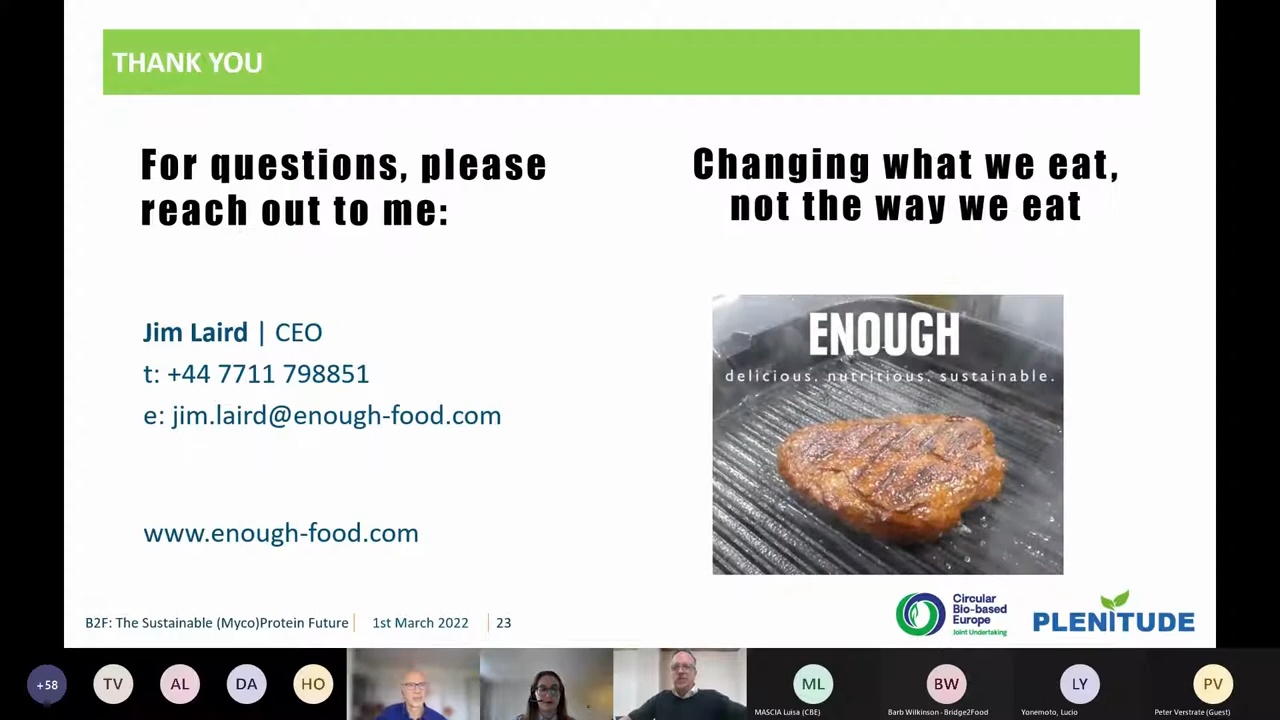 THANK YOU
For questions, please
reach out to me:
Changing what we eat,
not the way we eat
Jim Laird | CEO
t: +44 7711 798851
e: jim.laird@enough-food.com
www.enough-food.com
ENOUGH
delicious. nutritious. sustainable.
Circular
Bio-based
Europe
Joint Undertaking
PLENITUDE
B2F: The Sustainable (Myco)Protein Future
1st March 2022
23
+58
TV
AL
DA
HO
ML
BW
LY
PV
MASCIA Luisa (CBE)
Barb Wilkinson - Bridge2Food
Yonemoto, Lucio
Peter Verstrate (Guest)